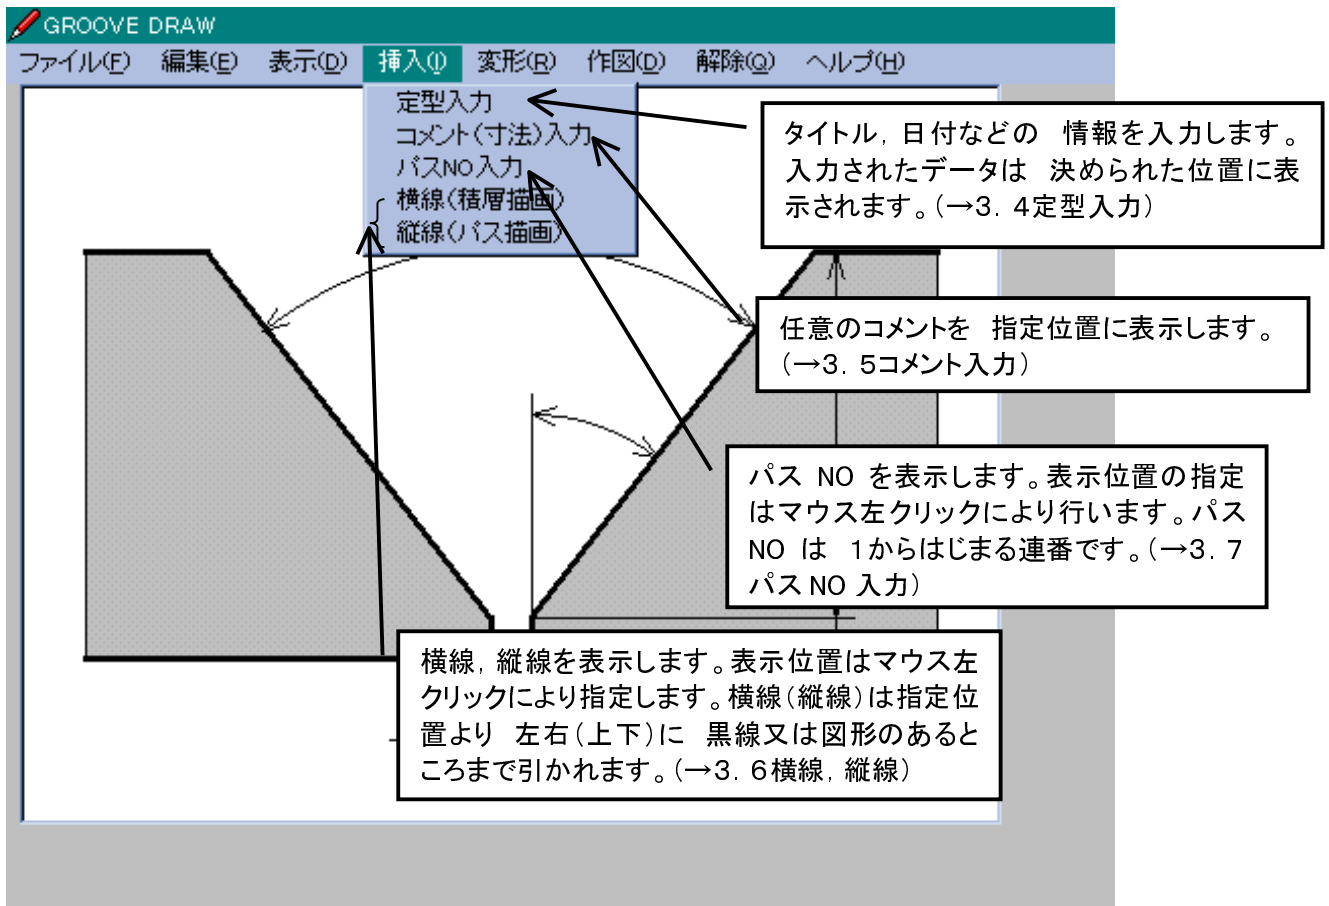 GROOVE DRAW
ファイル(F) 編集(E) 表示(D) 挿入(I) 変形(R) 作図(D) 解除(Q) ヘルプ(H)
定型入力
コメント(寸法)入力
パスNO入力
横線(積層描画)
縦線(パス描画)
タイトル，日付などの　情報を入力します。
入力されたデータは　決められた位置に表
示されます。(→3．4定型入力)
任意のコメントを　指定位置に表示します。
(→3．5コメント入力)
パス NO を表示します。表示位置の指定
はマウス左クリックにより行います。パス
NO は　1からはじまる連番です。(→3．7
パス NO 入力)
横線，縦線を表示します。表示位置はマウス左
クリックにより指定します。横線(縦線)は指定位
置より　左右(上下)に　黒線又は図形のあると
ころまで引かれます。(→3．6横線，縦線)